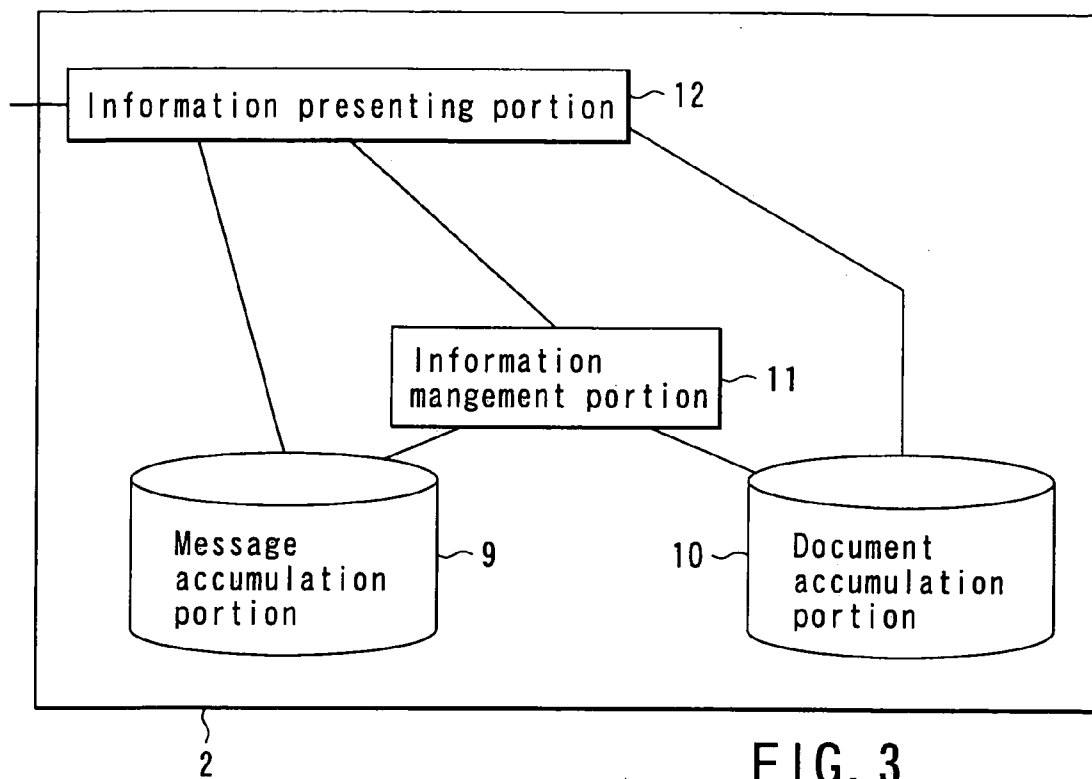 Information presenting portion
12
Information
mangement portion
11
Message
accumulation
portion
9
10
Document
accumulation
portion
2
FIG. 3